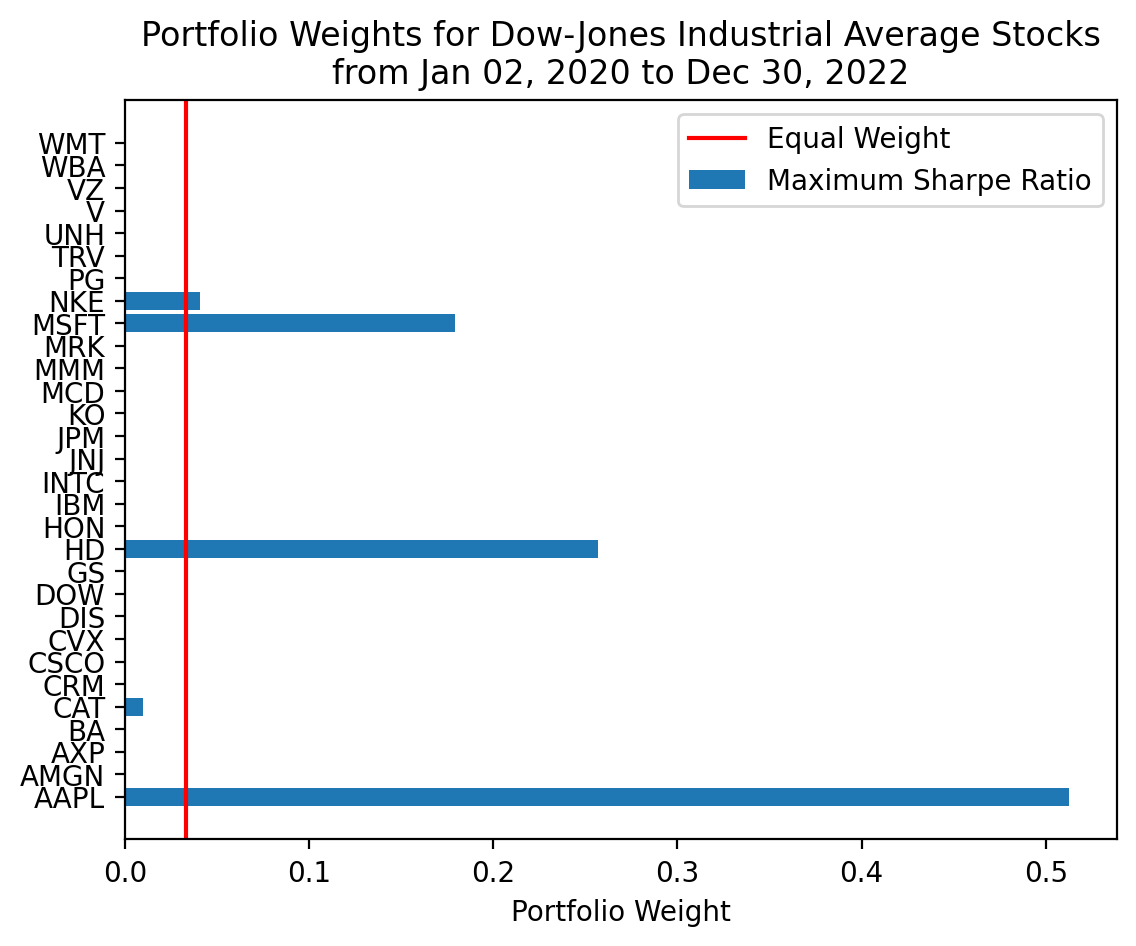 Portfolio Weights for Dow-Jones Industrial Average Stocks
from Jan 02, 2020 to Dec 30, 2022
Equal Weight
Maximum Sharpe Ratio
WMT
WBA
VZ
V
UNH
TRV
PG
NKE
MSFT
MRK
MMM
MCD
KO
JPM
JNJ
INTC
IBM
HON
HD
GS
DOW
DIS
CVX
CSCO
CRM
CAT
BA
AXP
AMGN
AAPL
0.0 0.1 0.2 0.3 0.4 0.5
Portfolio Weight